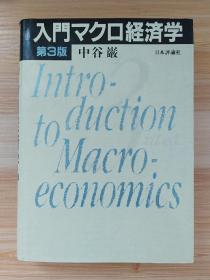 入門マクロ経済学
第3版 中谷 巌 日本評論社
Intro-
duction
to
Macro-
economics